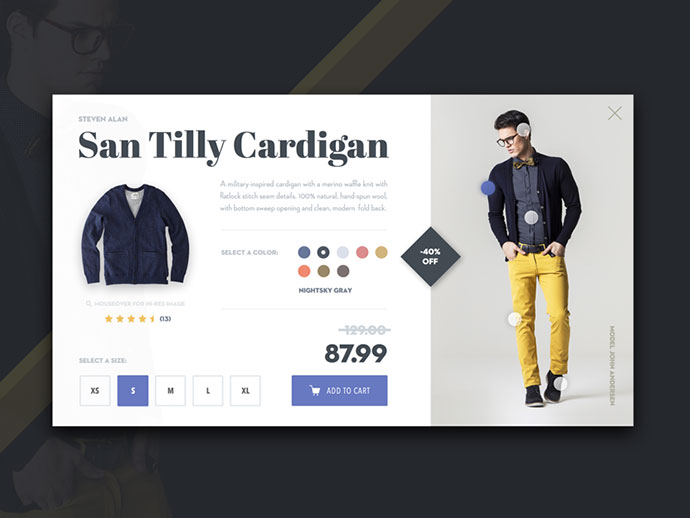 STEVEN ALAN
San Tilly Cardigan
A military-inspired cardigan with a merino waffle knit with
flatlock stitch seam details. 100% natural, hand-spun wool,
with bottom sweep opening and clean, modern fold back.
SELECT A COLOR:
NIGHTSKY GRAY
MOUSEOVER FOR HI-RES IMAGE
(13)
129.00
87.99
SELECT A SIZE:
XS
S
M
L
XL
ADD TO CART
-40%
OFF
MODEL: JOHN ANDERSEN